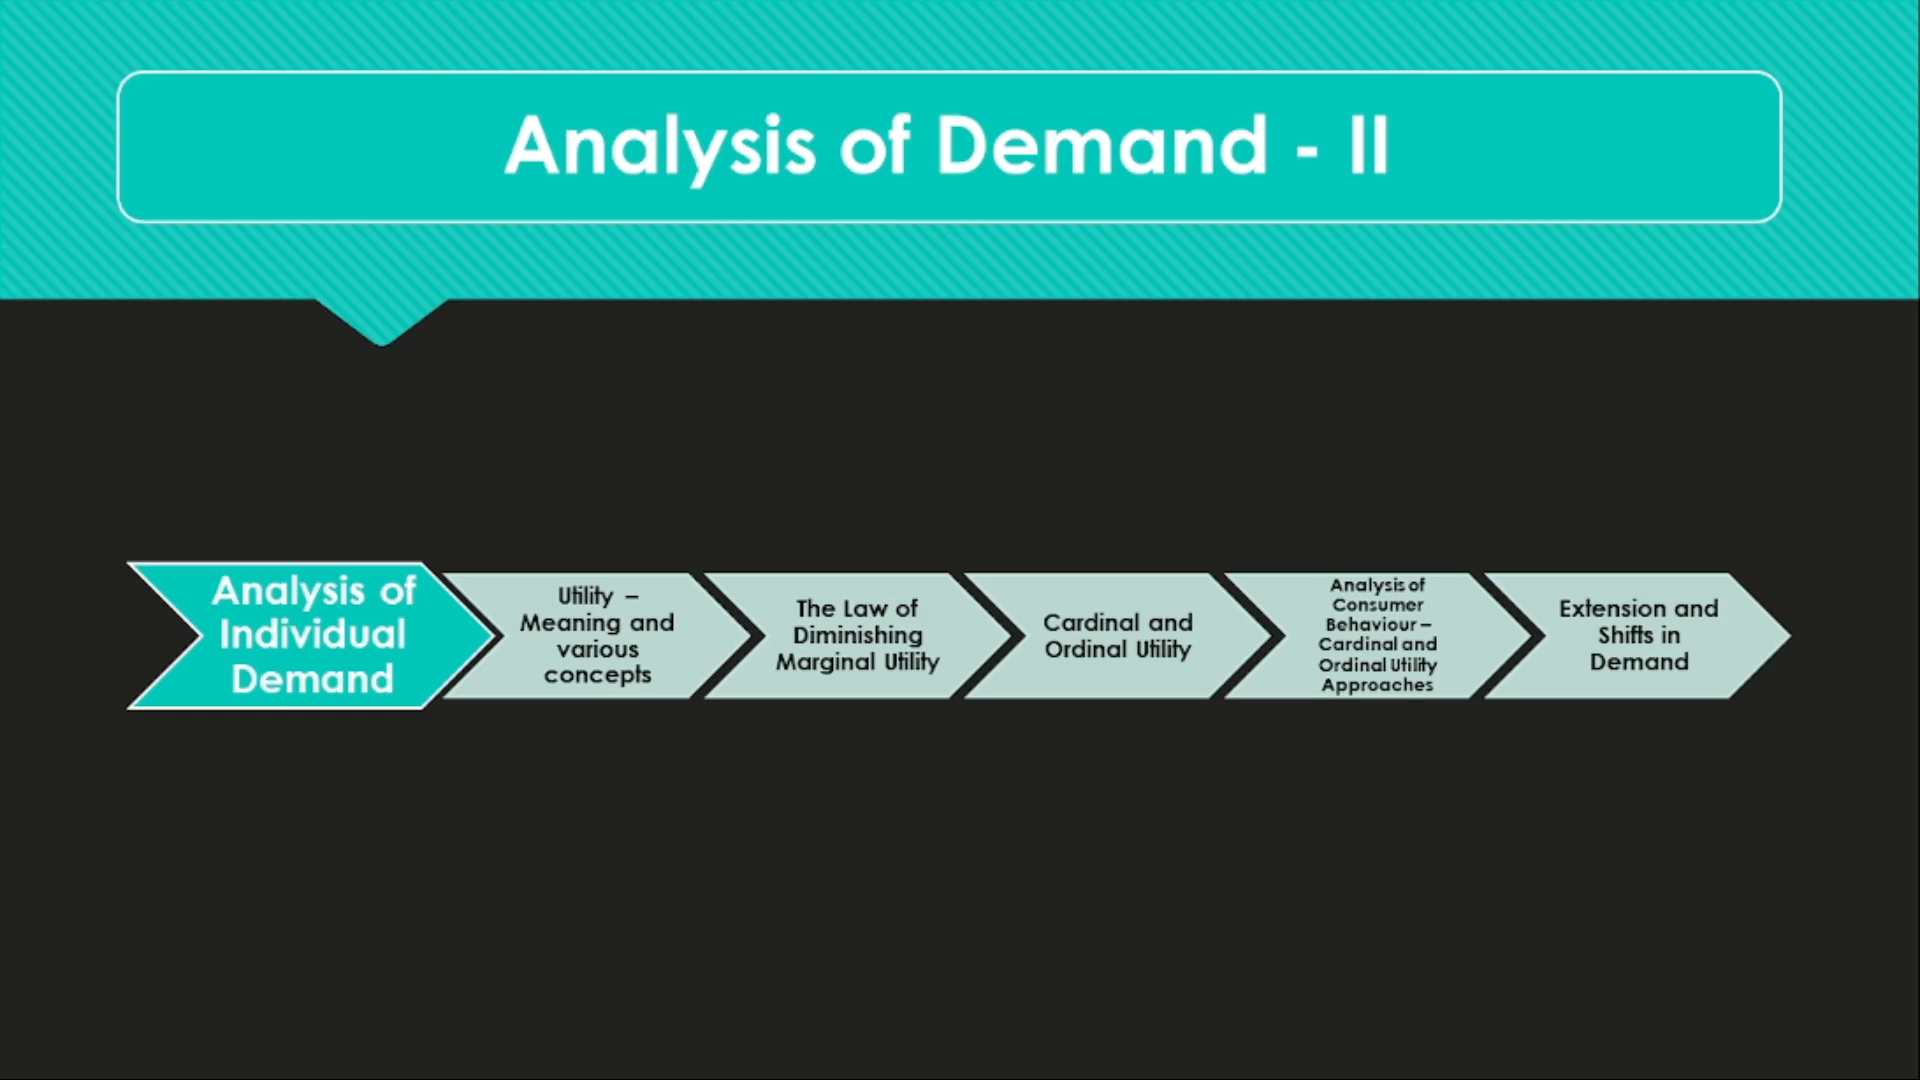 Analysis of Demand - II
Analysis of
Individual
Demand
Utility –
Meaning and
various
concepts
The Law of
Diminishing
Marginal Utility
Cardinal and
Ordinal Utility
Analysis of
Consumer
Behaviour –
Cardinal and
Ordinal Utility
Approaches
Extension and
Shifts in
Demand